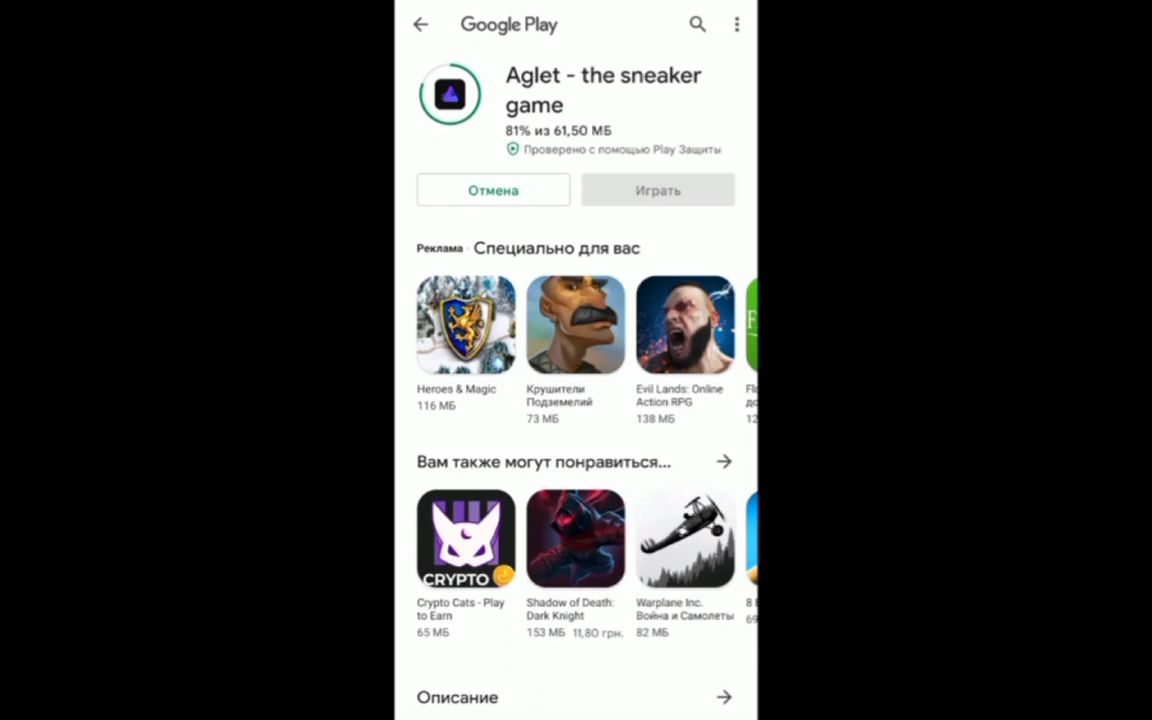 Google Play
Aglet - the sneaker
game
81% из 61,50 МБ
Проверено с помощью Play Защиты
Отмена
Играть
Реклама · Специально для вас
Heroes & Magic
116 МБ
Крушители
Подземелий
73 МБ
Evil Lands: Online
Action RPG
138 МБ
Вам также могут понравиться...
CRYPTO
Crypto Cats - Play
to Earn
65 МБ
Shadow of Death:
Dark Knight
153 МБ 11,80 грн.
Warplane Inc.
Война и Самолеты
82 МБ
Описание